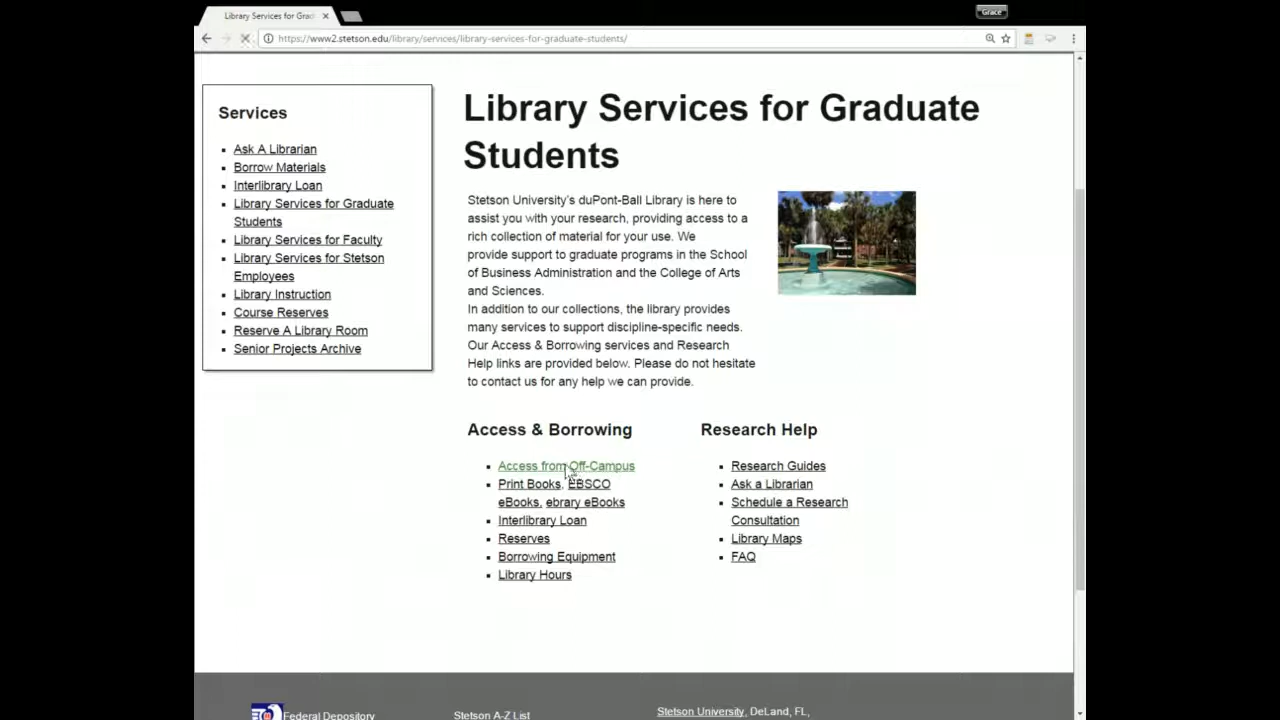 Library Services for Grad
Grace
https://www2.stetson.edu/library/services/library-services-for-graduate-students/
Services
Ask A Librarian
Borrow Materials
Interlibrary Loan
Library Services for Graduate
Students
Library Services for Faculty
Library Services for Stetson
Employees
Library Instruction
Course Reserves
Reserve A Library Room
Senior Projects Archive
Library Services for Graduate
Students
Stetson University's duPont-Ball Library is here to
assist you with your research, providing access to a
rich collection of material for your use. We
provide support to graduate programs in the School
of Business Administration and the College of Arts
and Sciences.
In addition to our collections, the library provides
many services to support discipline-specific needs.
Our Access & Borrowing services and Research
Help links are provided below. Please do not hesitate
to contact us for any help we can provide.
Access & Borrowing
Access from Off-Campus
Print Books, EBSCO
eBooks, ebrary eBooks
Interlibrary Loan
Reserves
Borrowing Equipment
Library Hours
Research Help
Research Guides
Ask a Librarian
Schedule a Research
Consultation
Library Maps
FAQ
Federal Depository
Stetson A-Z List
Stetson University, DeLand, FL,